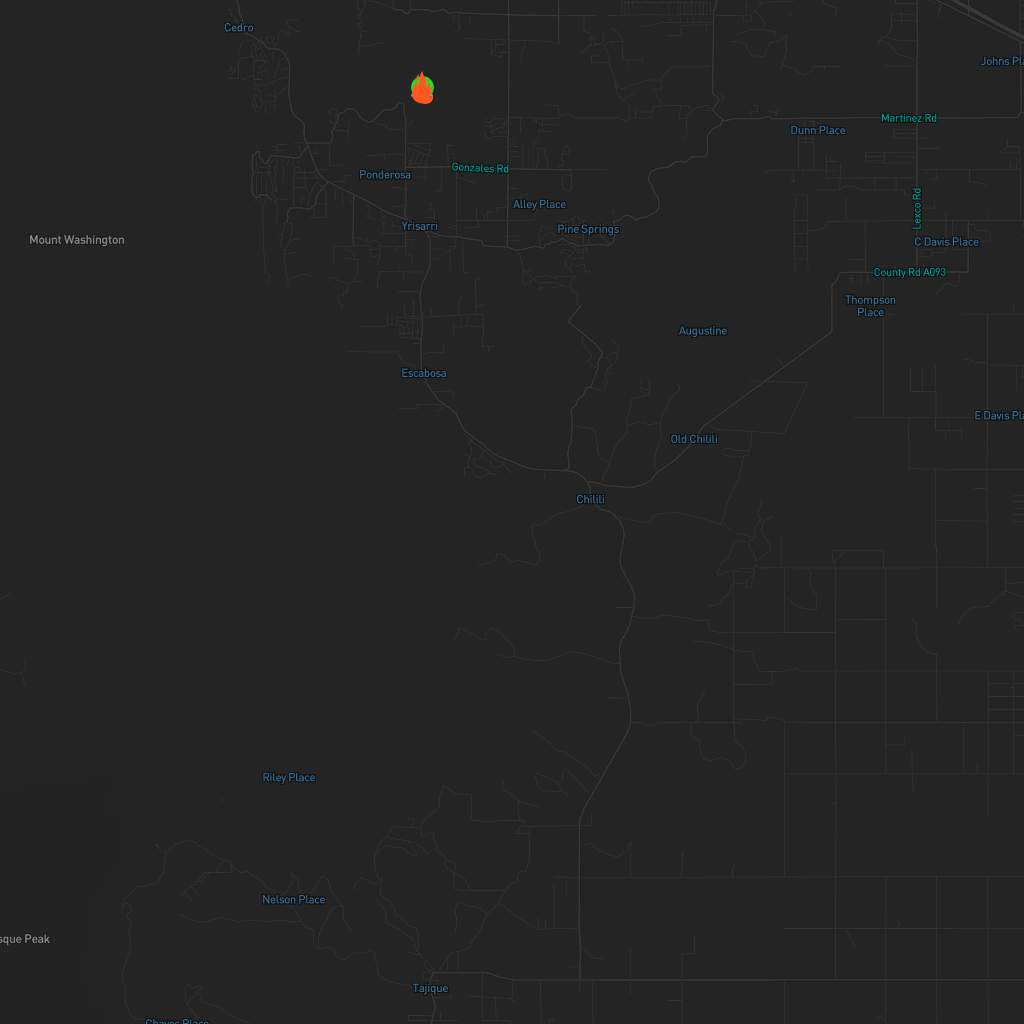 Cedro
Johns Pla
Martinez Rd
Dunn Place
Gonzales Rd
Ponderosa
Lexco Rd
Alley Place
Yrisarri
Pine Springs
Mount Washington
C Davis Place
County Rd A093
Thompson
Place
Augustine
Escabosa
E Davis Pla
Old Chilili
Chilili
Riley Place
Nelson Place
sque Peak
Tajique
Chaves Place